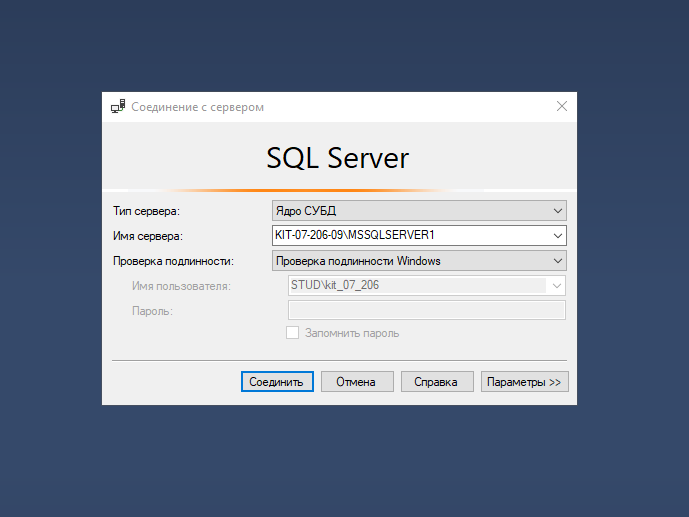 Соединение с сервером
SQL Server
Тип сервера: Ядро СУБД
Имя сервера: KIT-07-206-09\MSSQLSERVER1
Проверка подлинности: Проверка подлинности Windows
Имя пользователя: STUD\kit_07_206
Пароль:
Запомнить пароль
Соединить Отмена Справка Параметры >>